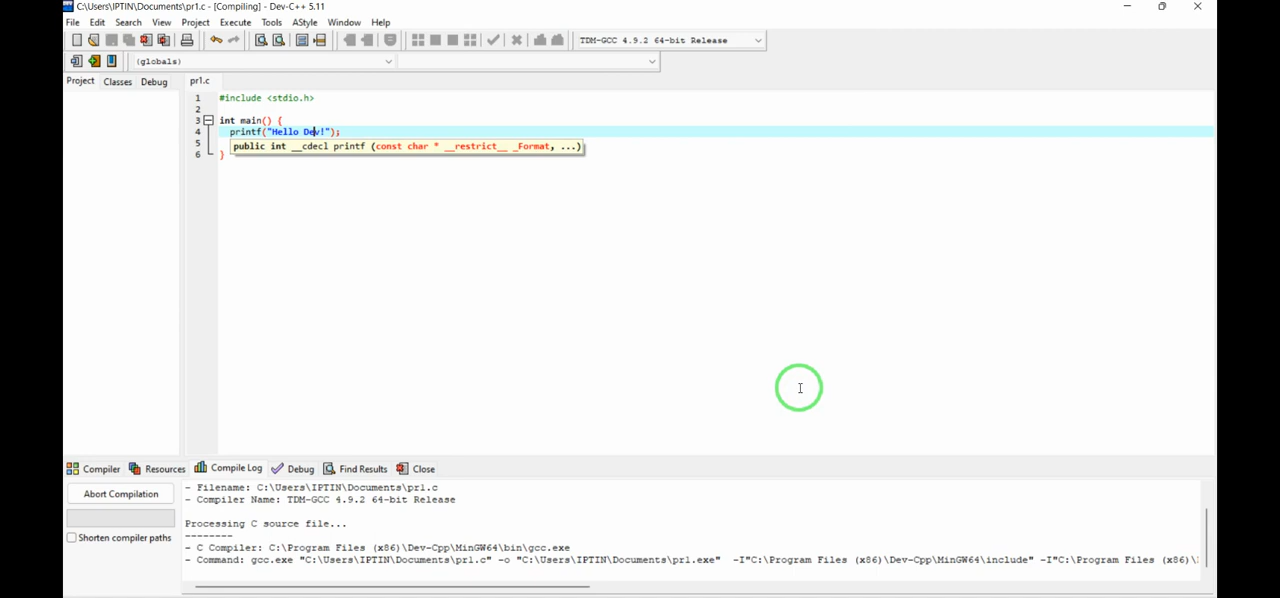 C:\Users\IPTIN\Documents\pr1.c - [Compiling] - Dev-C++ 5.11
File Edit Search View Project Execute Tools AStyle Window Help
TDM-GCC 4.9.2 64-bit Release
(globals)
Project Classes Debug pr1.c
1 #include <stdio.h>
2
3 int main() {
4 printf("Hello Dev!");
5 public int __cdecl printf (const char * __restrict__ _Format, ...)
6 }
Compiler Resources Compile Log Debug Find Results Close
Abort Compilation
Shorten compiler paths
- Filename: C:\Users\IPTIN\Documents\pr1.c
- Compiler Name: TDM-GCC 4.9.2 64-bit Release
Processing C source file...
--------
- C Compiler: C:\Program Files (x86)\Dev-Cpp\MinGW64\bin\gcc.exe
- Command: gcc.exe "C:\Users\IPTIN\Documents\pr1.c" -o "C:\Users\IPTIN\Documents\pr1.exe" -I"C:\Program Files (x86)\Dev-Cpp\MinGW64\include" -I"C:\Program Files (x86)\